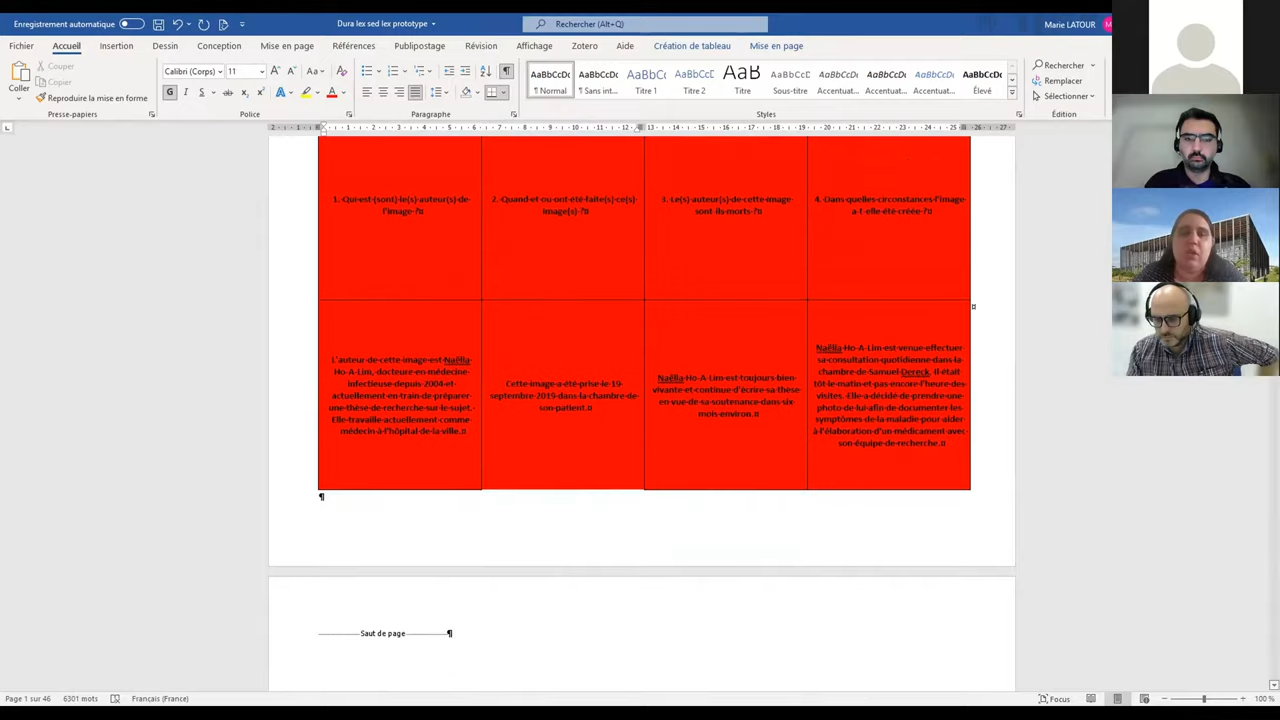 Enregistrement automatique
Dura lex sed lex prototype
Rechercher (Alt+Q)
Marie LATOUR
Fichier Accueil Insertion Dessin Conception Mise en page Références Publipostage Révision Affichage Zotero Aide Création de tableau Mise en page
Coller
Couper
Copier
Reproduire la mise en form
Presse-papiers
Calibri (Corps) 11
Police
Paragraphe
AaBbCcDc AaBbCcDc AaBbC AaBbCcD AaB AaBbCcD AaBbCcDc AaBbCcDc AaBbCcDc AaBbCcDc
¶ Normal ¶ Sans int... Titre 1 Titre 2 Titre Sous-titre Accentuat... Accentuat... Accentuat... Élevé
Styles
Rechercher
Remplacer
Sélectionner
Édition
1. Qui est (sont) le(s) auteur(s) de
l'image ?¤
2. Quand et ou ont été faite(s) ce(s)
image(s) ?¤
3. Le(s) auteur(s) de cette image
sont ils morts ?¤
4. Dans quelles circonstances l'image
a-t-elle été créée ?¤
L'auteur de cette image est Naëlla
Ho-A-Lim, docteure en médecine
infectieuse depuis 2004 et
actuellement en train de préparer
une thèse de recherche sur le sujet.
Elle travaille actuellement comme
médecin à l'hôpital de la ville.¤
Cette image a été prise le 19
septembre 2019 dans la chambre de
son patient.¤
Naëlla Ho-A-Lim est toujours bien
vivante et continue d'écrire sa thèse
en vue de sa soutenance dans six
mois environ.¤
Naëlla Ho-A-Lim est venue effectuer
sa consultation quotidienne dans la
chambre de Samuel Dereck. Il était
tôt le matin et pas encore l'heure des
visites. Elle a décidé de prendre une
photo de lui afin de documenter les
symptômes de la maladie pour aider
à l'élaboration d'un médicament avec
son équipe de recherche.¤
¶
Saut de page ¶
Page 1 sur 46 6301 mots Français (France) Focus 100 %